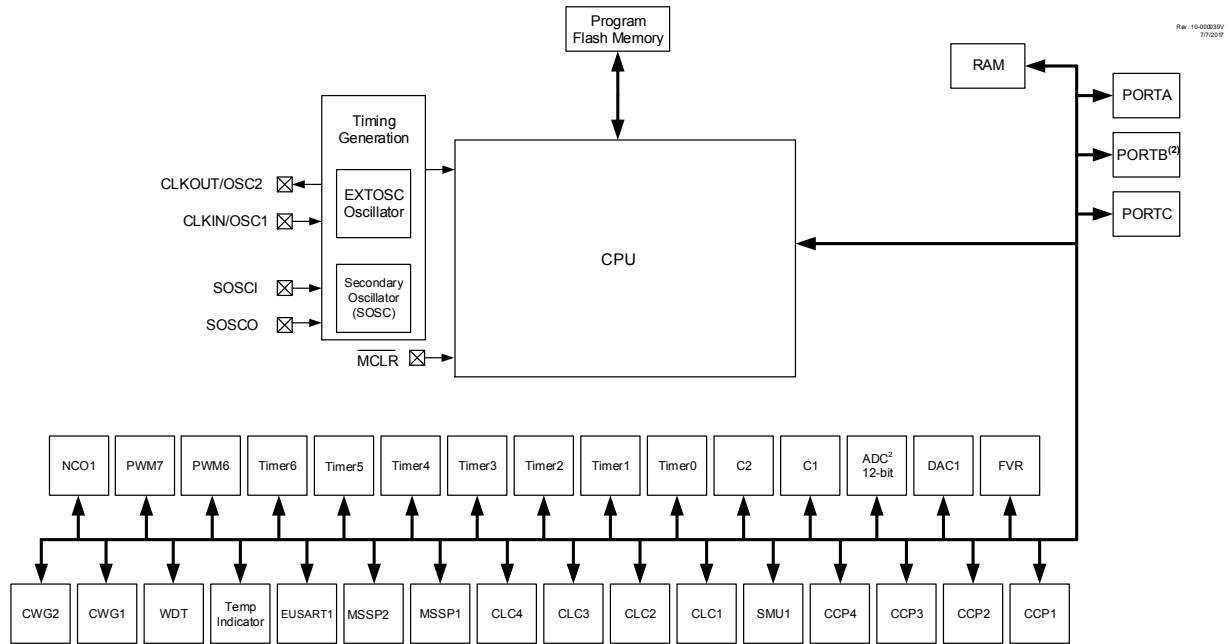 Program
Flash Memory
Rev. 10-000039V
7/7/2017
RAM
PORTA
Timing
Generation
PORTB(2)
CLKOUT/OSC2
EXTOSC
Oscillator
CLKIN/OSC1
PORTC
CPU
SOSCI
Secondary
Oscillator
(SOSC)
SOSCO
MCLR
NCO1
PWM7
PWM6
Timer6
Timer5
Timer4
Timer3
Timer2
Timer1
Timer0
C2
C1
ADC2
12-bit
DAC1
FVR
CWG2
CWG1
WDT
Temp
Indicator
EUSART1
MSSP2
MSSP1
CLC4
CLC3
CLC2
CLC1
SMU1
CCP4
CCP3
CCP2
CCP1